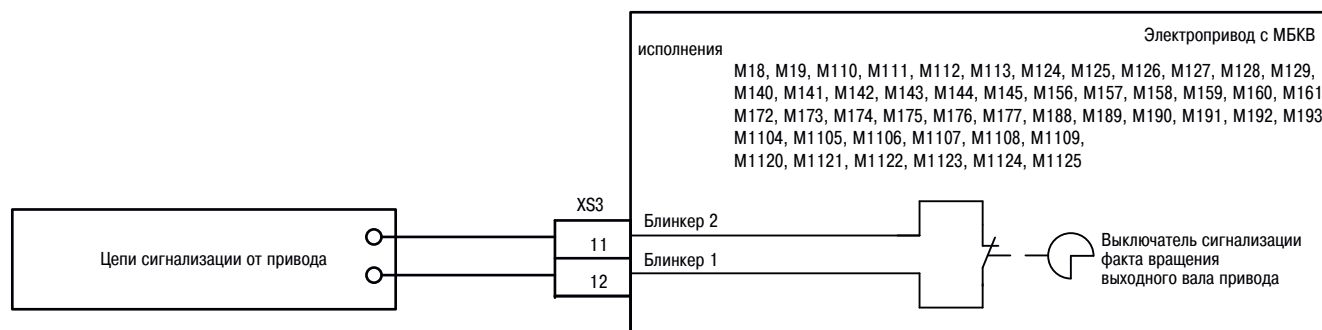 Электропривод с МБКВ
исполнения
М18, М19, М110, М111, М112, М113, М124, М125, М126, М127, М128, М129,
М140, М141, М142, М143, М144, М145, М156, М157, М158, М159, М160, М161
М172, М173, М174, М175, М176, М177, М188, М189, М190, М191, М192, М193
М1104, М1105, М1106, М1107, М1108, М1109,
М1120, М1121, М1122, М1123, М1124, М1125
XS3
Цепи сигнализации от привода
11
12
Блинкер 2
Блинкер 1
Выключатель сигнализации
факта вращения
выходного вала привода